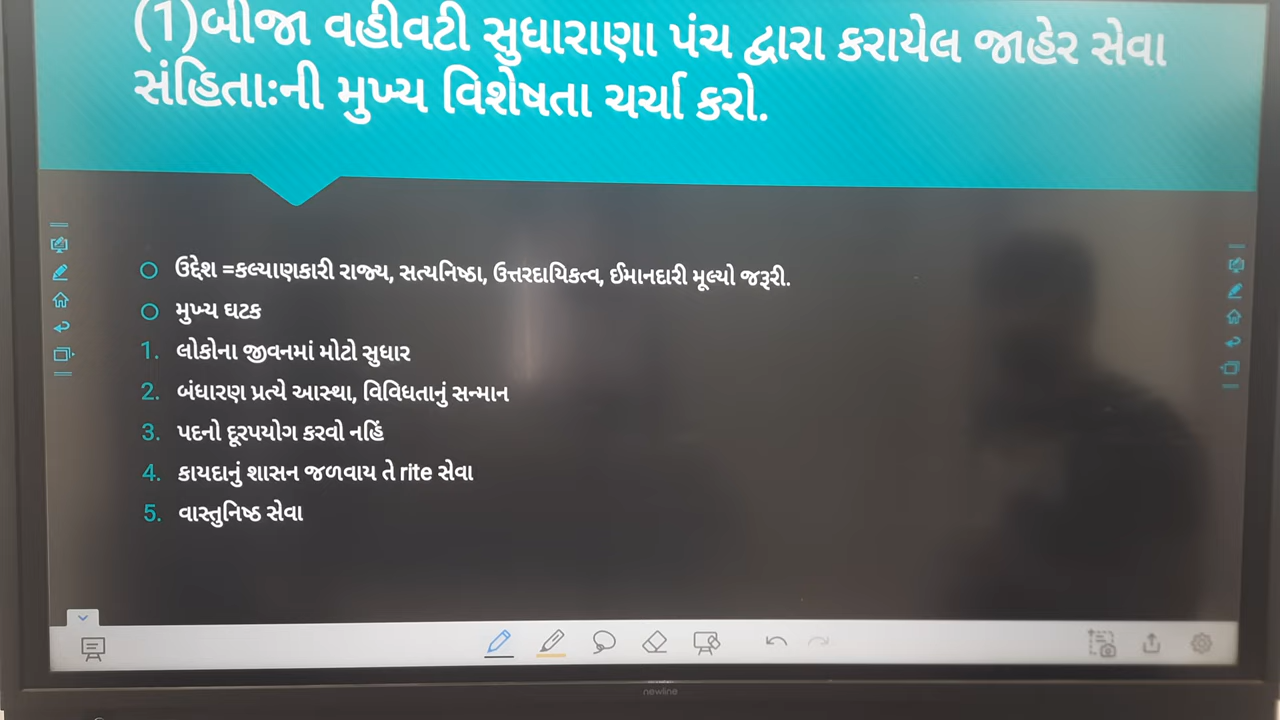 (1)બીજા વહીવટી સુધારાણા પંચ દ્વારા કરાયેલ જાહેર સેવા
સંહિતાઃની મુખ્ય વિશેષતા ચર્ચા કરો.
ઉદ્દેશ =કલ્યાણકારી રાજ્ય, સત્યનિષ્ઠા, ઉત્તરદાયિકત્વ, ઈમાનદારી મૂલ્યો જરૂરી.
મુખ્ય ઘટક
1. લોકોના જીવનમાં મોટો સુધાર
2. બંધારણ પ્રત્યે આસ્થા, વિવિધતાનું સન્માન
3. પદનો દૂરપયોગ કરવો નહિં
4. કાયદાનું શાસન જળવાય તે rite સેવા
5. વાસ્તુનિષ્ઠ સેવા
newline